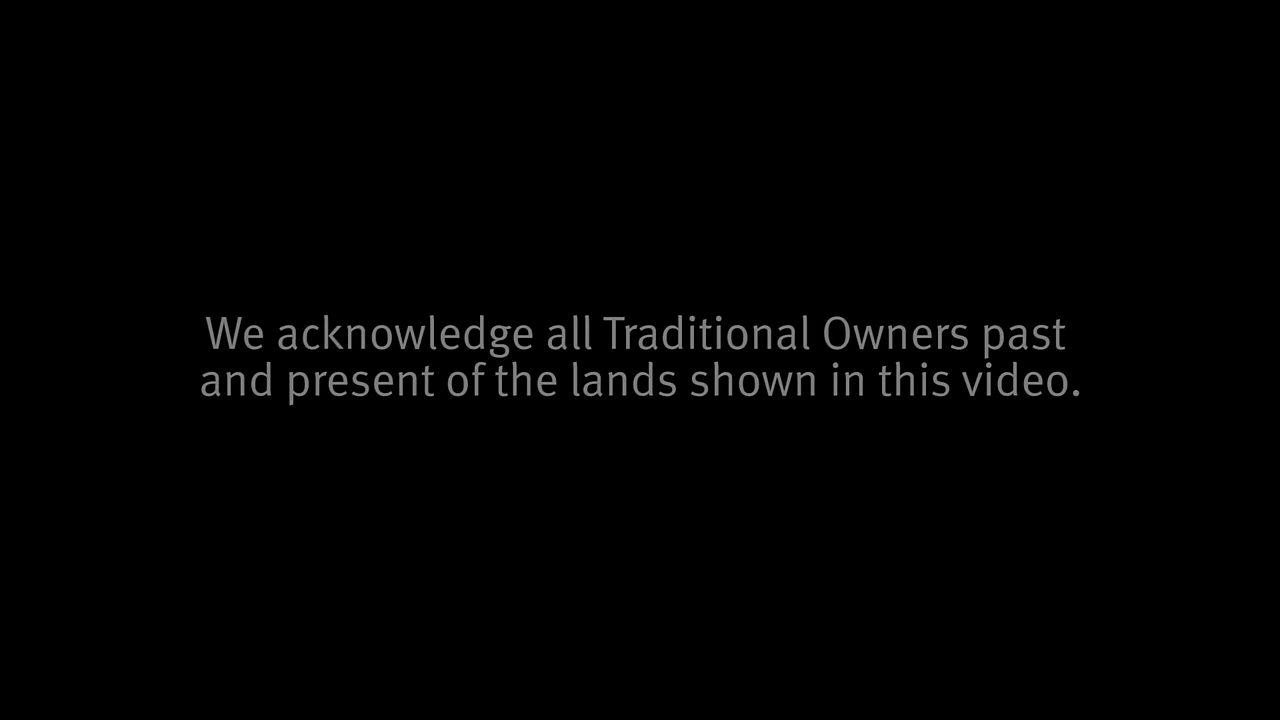 We acknowledge all Traditional Owners past
and present of the lands shown in this video.